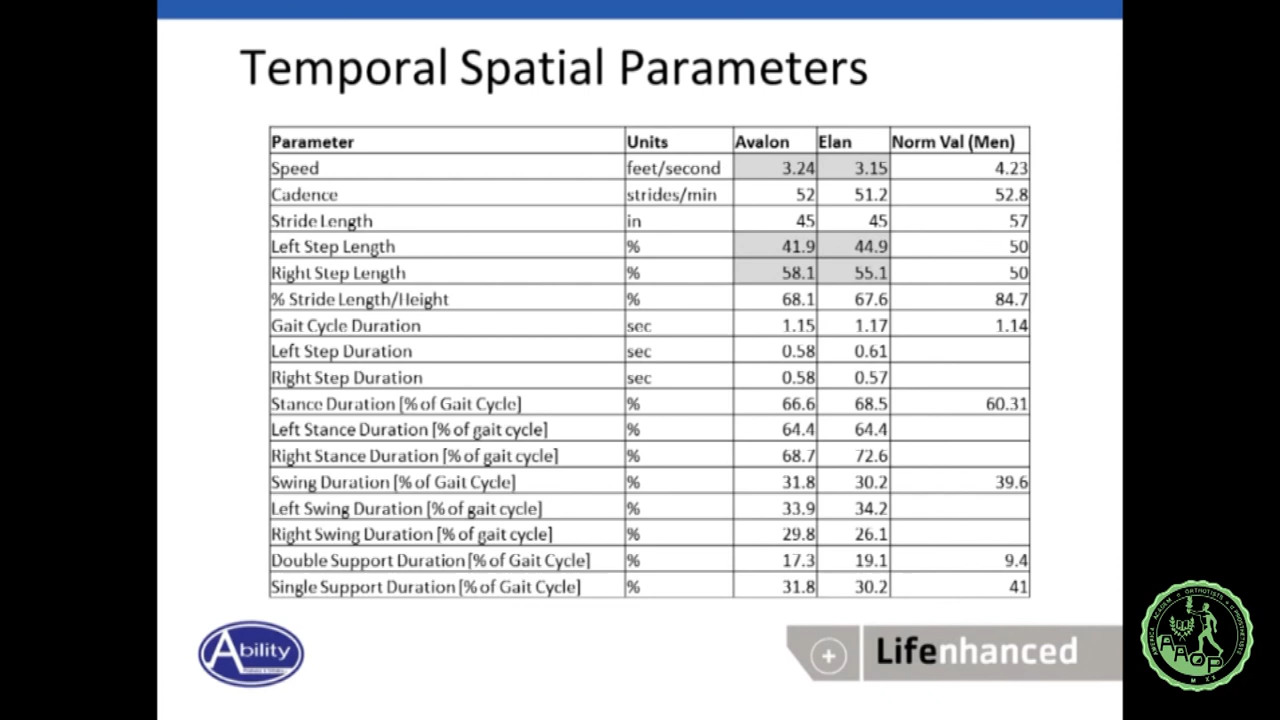 Temporal Spatial Parameters
Parameter Units Avalon Elan Norm Val (Men)
Speed feet/second 3.24 3.15 4.23
Cadence strides/min 52 51.2 52.8
Stride Length in 45 45 57
Left Step Length % 41.9 44.9 50
Right Step Length % 58.1 55.1 50
% Stride Length/Height % 68.1 67.6 84.7
Gait Cycle Duration sec 1.15 1.17 1.14
Left Step Duration sec 0.58 0.61
Right Step Duration sec 0.58 0.57
Stance Duration [% of Gait Cycle] % 66.6 68.5 60.31
Left Stance Duration [% of gait cycle] % 64.4 64.4
Right Stance Duration [% of gait cycle] % 68.7 72.6
Swing Duration [% of Gait Cycle] % 31.8 30.2 39.6
Left Swing Duration [% of gait cycle] % 33.9 34.2
Right Swing Duration [% of gait cycle] % 29.8 26.1
Double Support Duration [% of Gait Cycle] % 17.3 19.1 9.4
Single Support Duration [% of Gait Cycle] % 31.8 30.2 41
Ability
Lifenhanced
AAOP